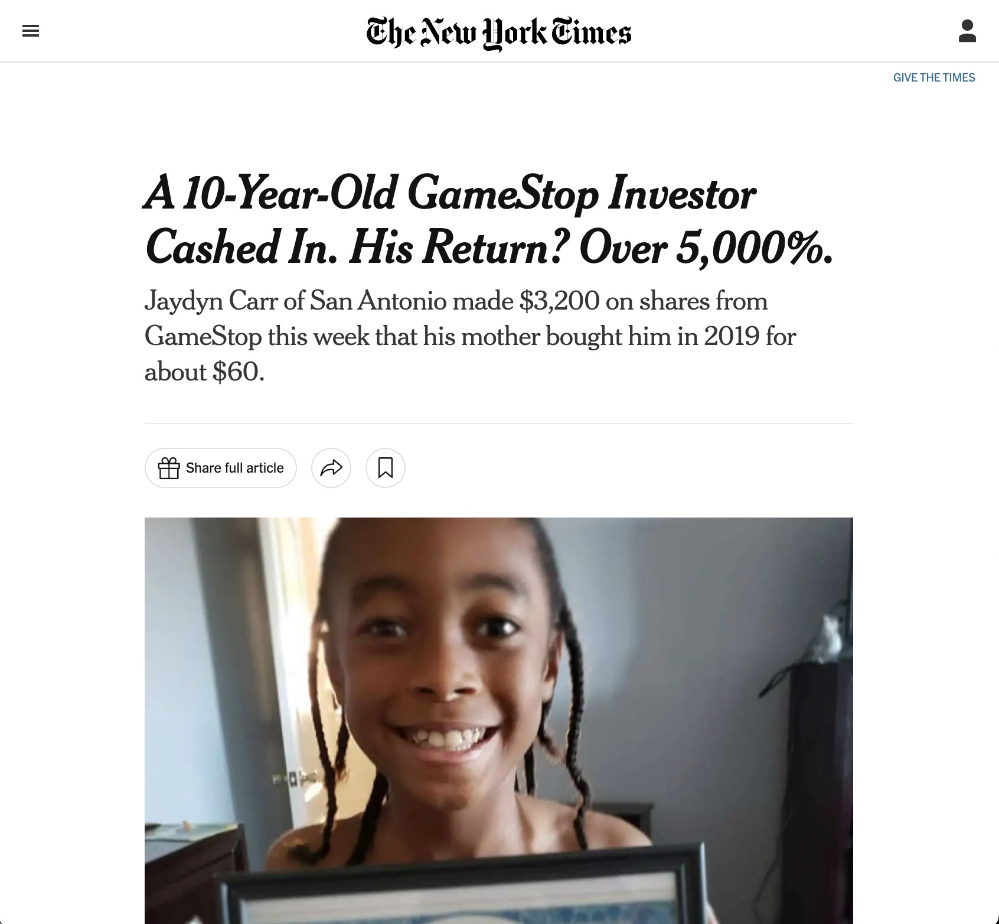 The New York Times
GIVE THE TIMES
A 10-Year-Old GameStop Investor
Cashed In. His Return? Over 5,000%.
Jaydyn Carr of San Antonio made $3,200 on shares from
GameStop this week that his mother bought him in 2019 for
about $60.
Share full article